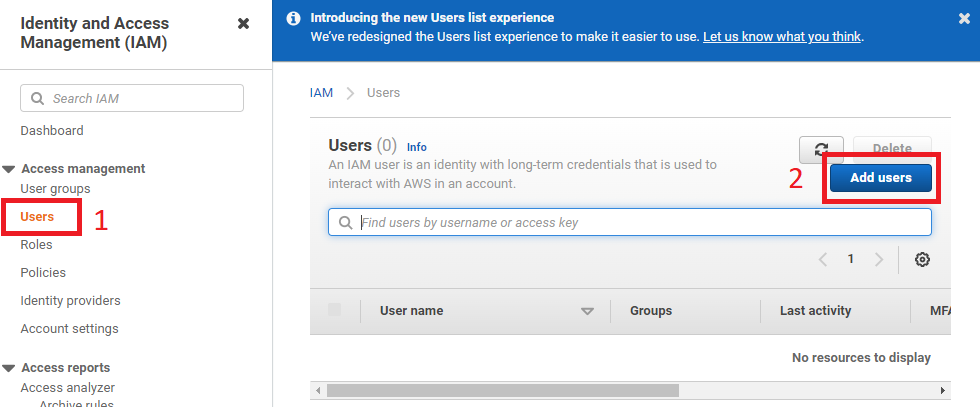 Identity and Access
Management (IAM)
Search IAM
Dashboard
Access management
User groups
Users
1
Roles
Policies
Identity providers
Account settings
Access reports
Access analyzer
Archive rules
Introducing the new Users list experience
We've redesigned the Users list experience to make it easier to use. Let us know what you think.
IAM > Users
Users (0) Info
Delete
An IAM user is an identity with long-term credentials that is used to
interact with AWS in an account.
2
Add users
Find users by username or access key
1
User name Groups Last activity MFA
No resources to display